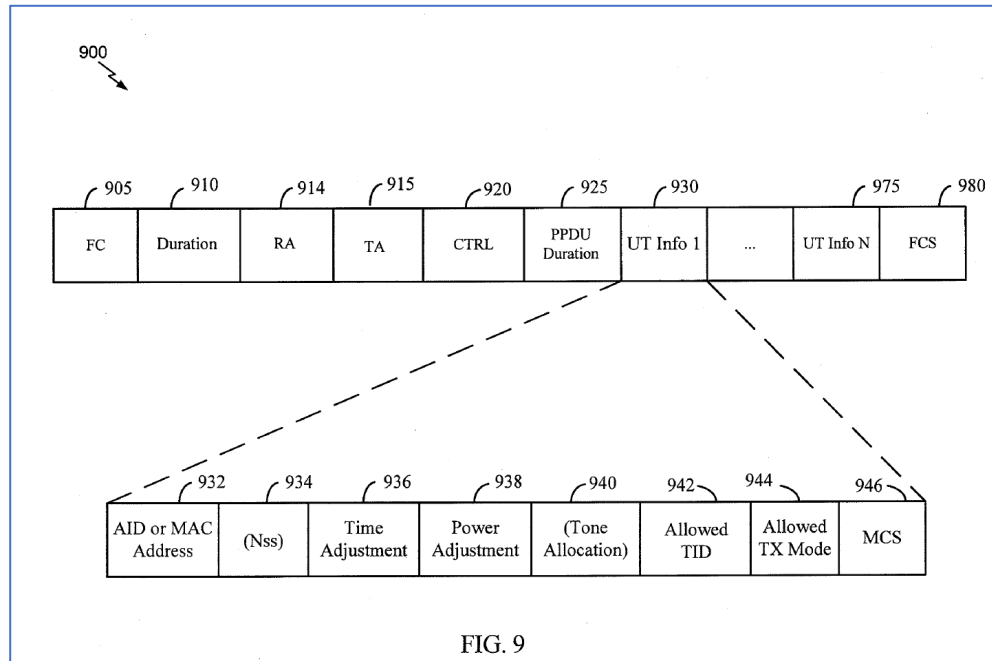 900
905 910 914 915 920 925 930 975 980
FC Duration RA TA CTRL PPDU Duration UT Info 1 ... UT Info N FCS
932 934 936 938 940 942 944 946
AID or MAC Address (Nss) Time Adjustment Power Adjustment (Tone Allocation) Allowed TID Allowed TX Mode MCS
FIG. 9